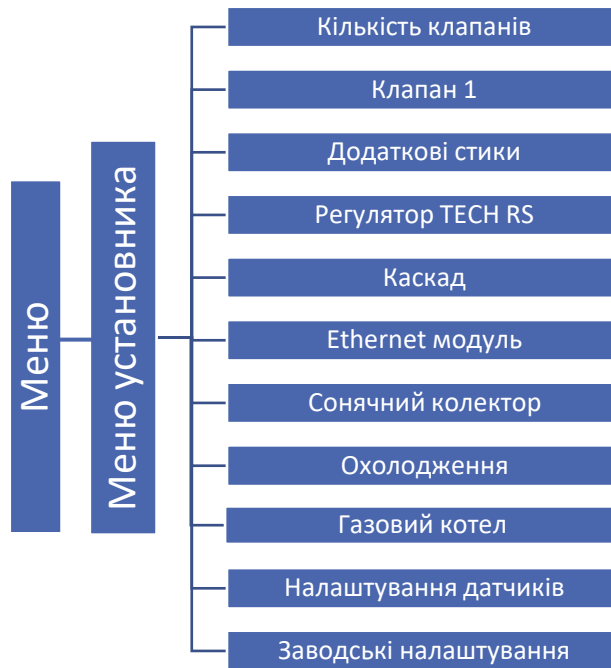 Меню
Меню установника
Кількість клапанів
Клапан 1
Додаткові стики
Регулятор TECH RS
Каскад
Ethernet модуль
Сонячний колектор
Охолодження
Газовий котел
Налаштування датчиків
Заводські налаштування